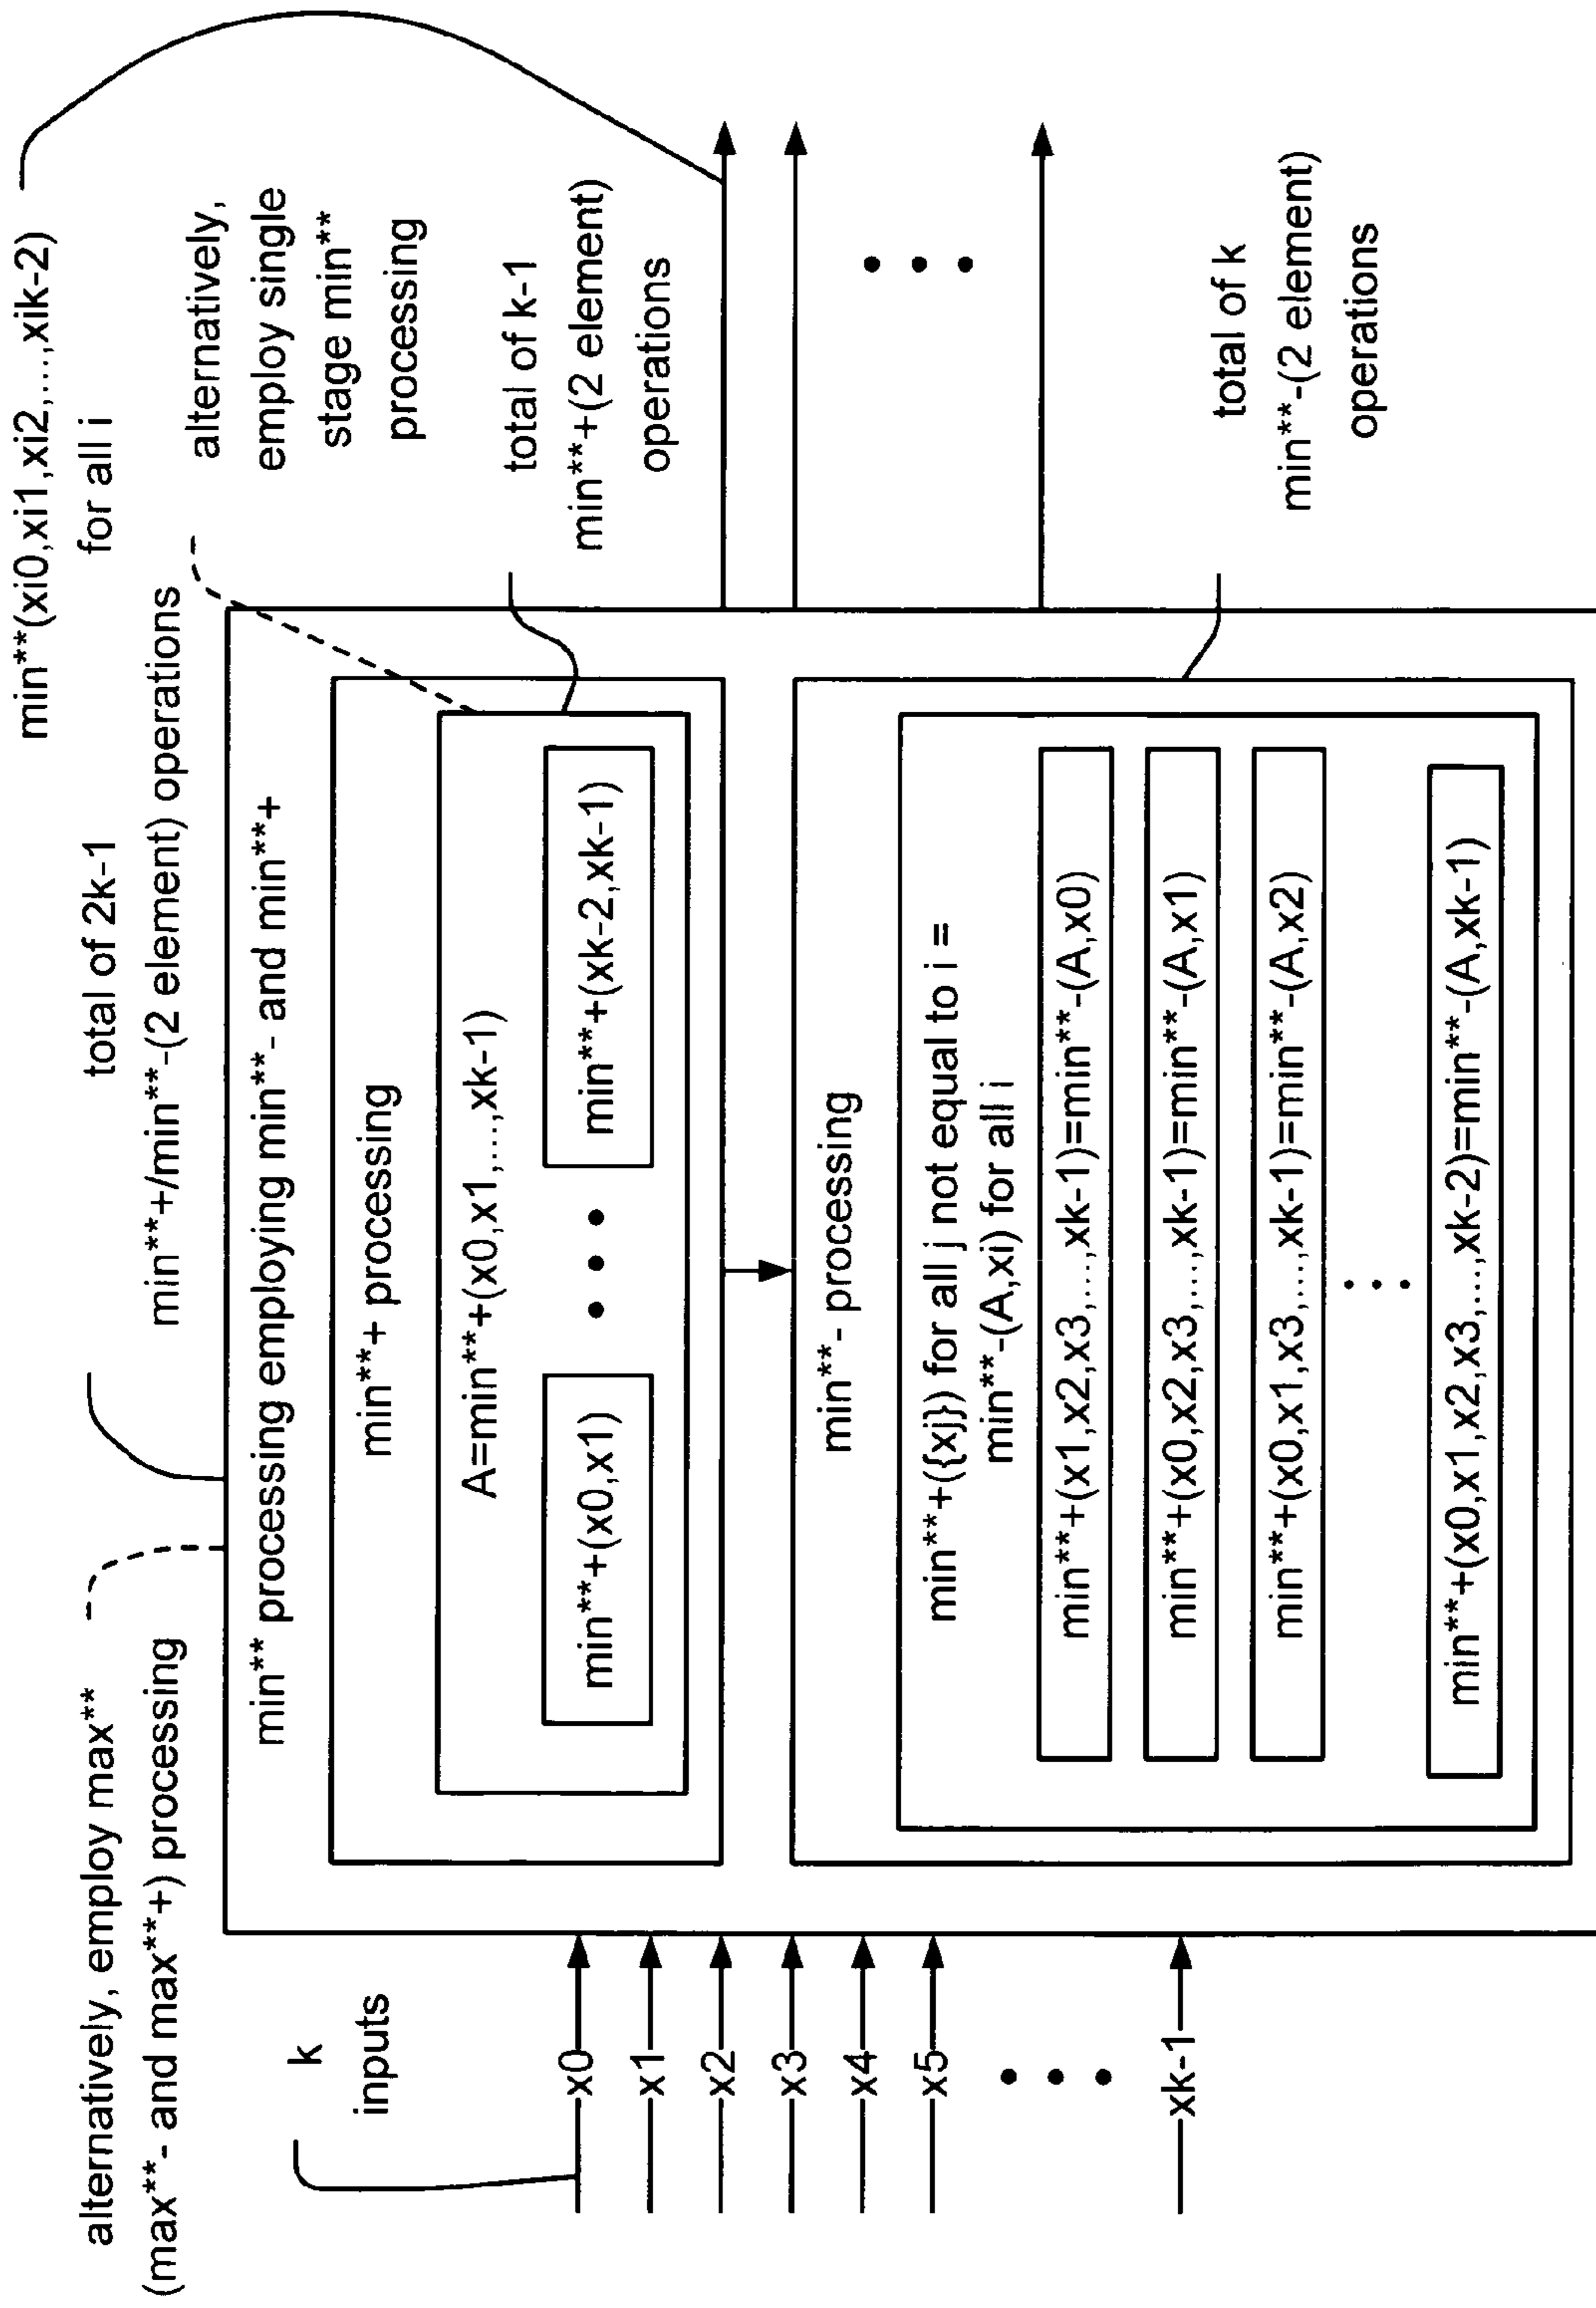 alternatively, employ max**
(max**- and max**+) processing
total of 2k-1
min**+/min**-(2 element) operations
min**(xi0,xi1,xi2,...,xik-2)
for all i
k
inputs
x0
x1
x2
x3
x4
x5
xk-1
min** processing employing min**- and min**+
min**+ processing
A=min**+(x0,x1,...,xk-1)
min**+(x0,x1)
min**+(xk-2,xk-1)
min**- processing
min**+({xj}) for all j not equal to i =
min**-(A,xi) for all i
min**+(x1,x2,x3,...,xk-1)=min**-(A,x0)
min**+(x0,x2,x3,...,xk-1)=min**-(A,x1)
min**+(x0,x1,x3,...,xk-1)=min**-(A,x2)
min**+(x0,x1,x2,x3,...,xk-2)=min**-(A,xk-1)
alternatively,
employ single
stage min**
processing
total of k-1
min**+(2 element)
operations
total of k
min**-(2 element)
operations